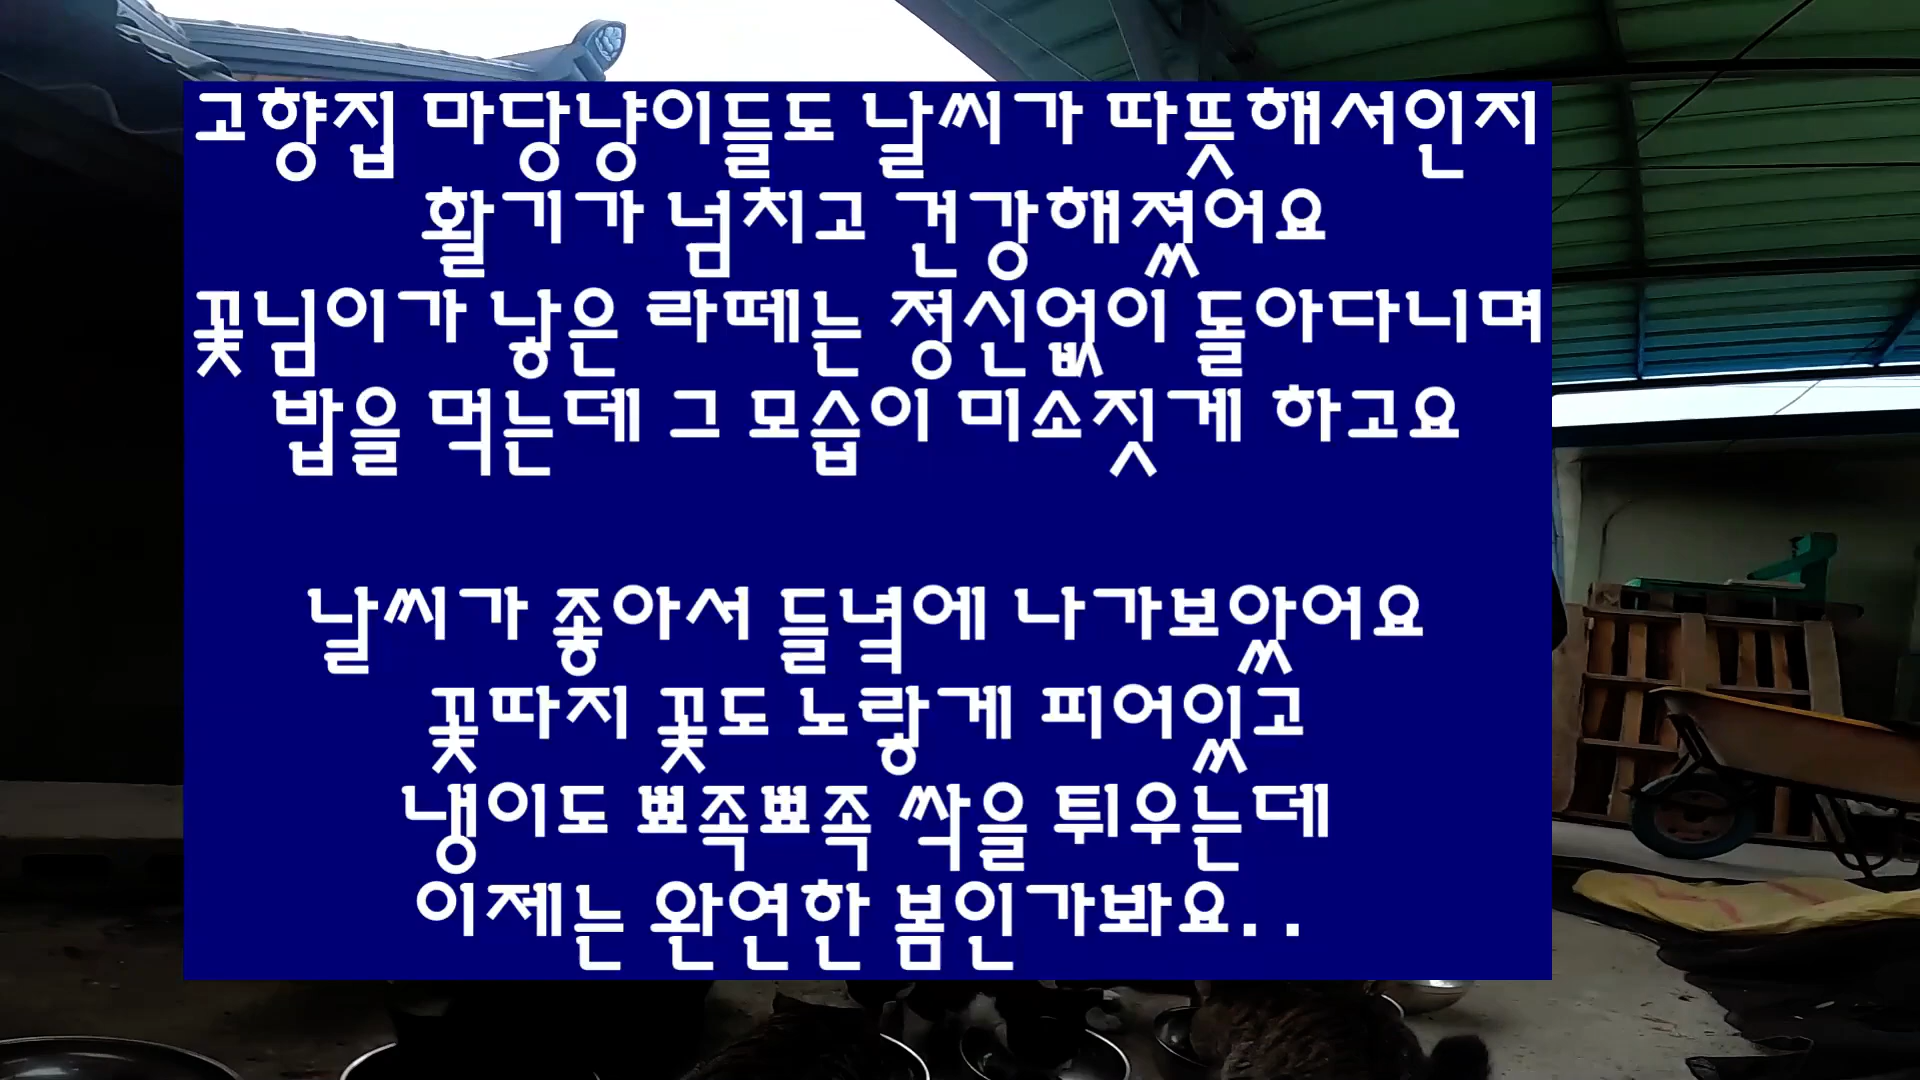 고향집 마당냥이들도 날씨가 따뜻해서인지
활기가 넘치고 건강해졌어요
꽃님이가 낳은 라떼는 정신없이 돌아다니며
밥을 먹는데 그 모습이 미소짓게 하고요
날씨가 좋아서 들녘에 나가보았어요
꽃따지 꽃도 노랗게 피어있고
냉이도 뾰족뾰족 싹을 튀우는데
이제는 완연한 봄인가봐요..